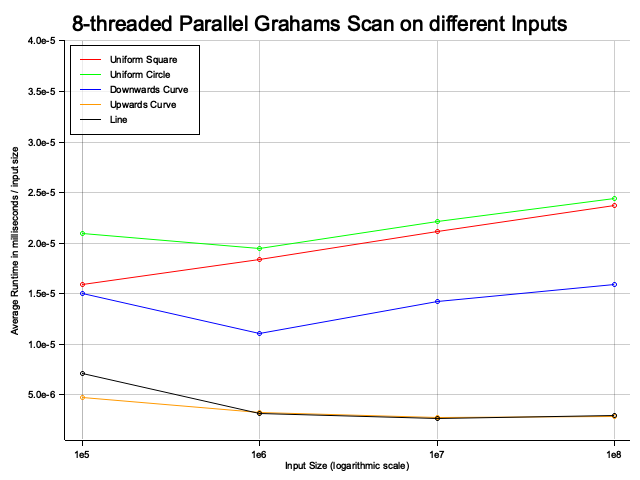 8-threaded Parallel Grahams Scan on different Inputs
4.0e-5
Uniform Square
Uniform Circle
Downwards Curve
Upwards Curve
Line
3.5e-5
3.0e-5
2.5e-5
2.0e-5
1.5e-5
1.0e-5
5.0e-6
Average Runtime in milliseconds / input size
1e5
1e6
1e7
1e8
Input Size (logarithmic scale)